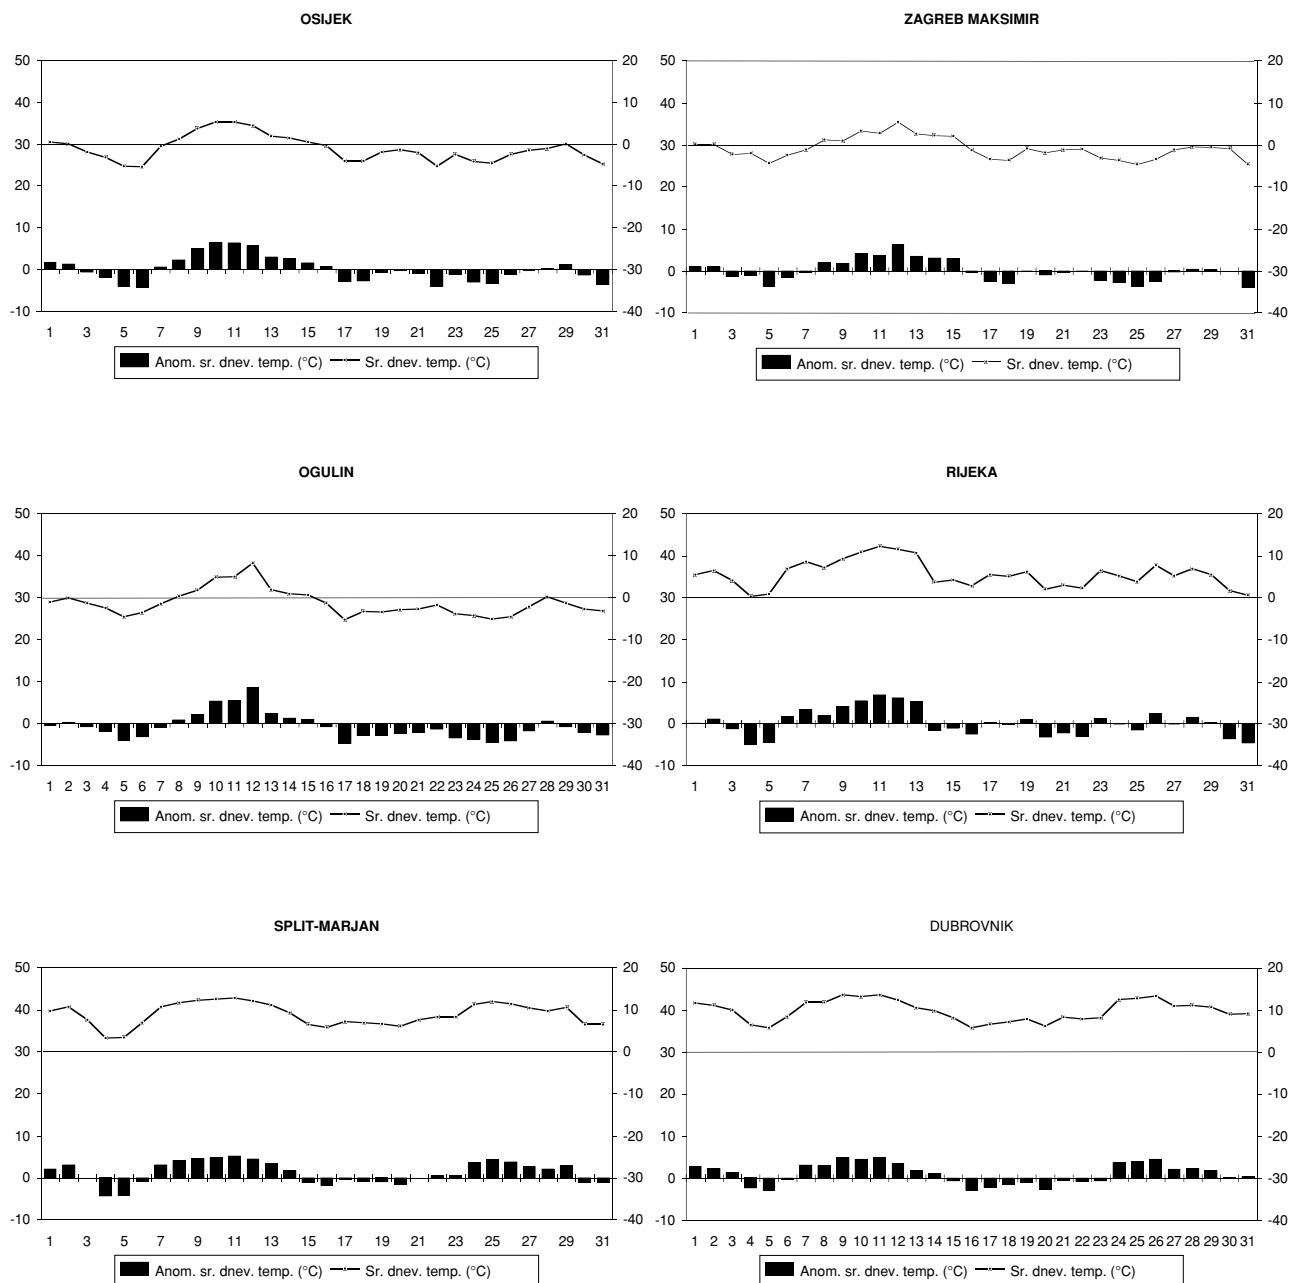 OSIJEK
ZAGREB MAKSIMIR
50 20 50 20
40 10 40 10
30 0 30 0
20 -10 20 -10
10 -20 10 -20
0 -30 0 -30
-10 -40 -10 -40
1 3 5 7 9 11 13 15 17 19 21 23 25 27 29 31
1 3 5 7 9 11 13 15 17 19 21 23 25 27 29 31
Anom. sr. dnev. temp. (°C) Sr. dnev. temp. (°C)
Anom. sr. dnev. temp. (°C) Sr. dnev. temp. (°C)
OGULIN
RIJEKA
50 20 50 20
40 10 40 10
30 0 30 0
20 -10 20 -10
10 -20 10 -20
0 -30 0 -30
-10 -40 -10 -40
1 2 3 4 5 6 7 8 9 10 11 12 13 14 15 16 17 18 19 20 21 22 23 24 25 26 27 28 29 30 31
1 3 5 7 9 11 13 15 17 19 21 23 25 27 29 31
Anom. sr. dnev. temp. (°C) Sr. dnev. temp. (°C)
Anom. sr. dnev. temp. (°C) Sr. dnev. temp. (°C)
SPLIT-MARJAN
DUBROVNIK
50 20 50 20
40 10 40 10
30 0 30 0
20 -10 20 -10
10 -20 10 -20
0 -30 0 -30
-10 -40 -10 -40
1 3 5 7 9 11 13 15 17 19 21 23 25 27 29 31
1 2 3 4 5 6 7 8 9 10 11 12 13 14 15 16 17 18 19 20 21 22 23 24 25 26 27 28 29 30 31
Anom. sr. dnev. temp. (°C) Sr. dnev. temp. (°C)
Anom. sr. dnev. temp. (°C) Sr. dnev. temp. (°C)